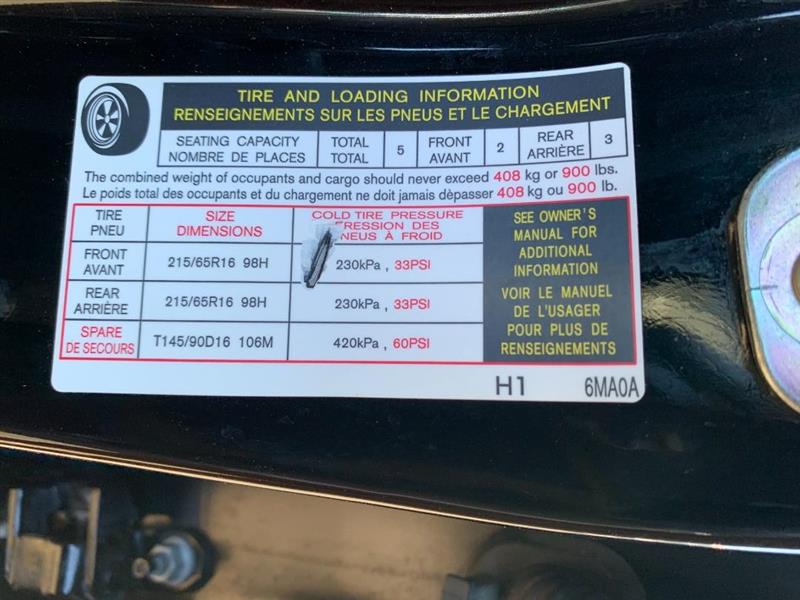 TIRE AND LOADING INFORMATION
RENSEIGNEMENTS SUR LES PNEUS ET LE CHARGEMENT
SEATING CAPACITY TOTAL 5 FRONT 2 REAR 3
NOMBRE DE PLACES TOTAL AVANT ARRIÈRE
The combined weight of occupants and cargo should never exceed 408 kg or 900 lbs.
Le poids total des occupants et du chargement ne doit jamais dèpasser 408 kg ou 900 lb.
TIRE SIZE COLD TIRE PRESSURE
PNEU DIMENSIONS PRESSION DES
PNEUS À FROID
FRONT
AVANT 215/65R16 98H 230kPa , 33PSI
REAR
ARRIÈRE 215/65R16 98H 230kPa , 33PSI
SPARE
DE SECOURS T145/90D16 106M 420kPa , 60PSI
SEE OWNER'S
MANUAL FOR
ADDITIONAL
INFORMATION
VOIR LE MANUEL
DE L'USAGER
POUR PLUS DE
RENSEIGNEMENTS
H1 6MA0A